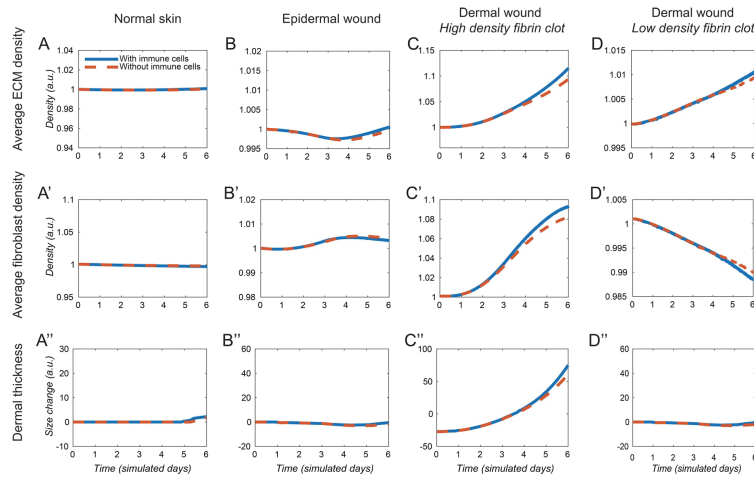 Normal skin
Epidermal wound
Dermal wound
High density fibrin clot
Dermal wound
Low density fibrin clot
Average ECM density
A
Density (a.u.)
1.04
1.02
1
0.98
0.96
0.94
With immune cells
Without immune cells
0 1 2 3 4 5 6
B
1.02
1.015
1.01
1.005
1
0.995
0 1 2 3 4 5 6
C
1.15
1.1
1.05
1
0 1 2 3 4 5 6
D
1.015
1.01
1.005
1
0.995
0 1 2 3 4 5 6
Average fibroblast density
A'
Density (a.u.)
1.1
1.05
1
0.95
0 1 2 3 4 5 6
B'
1.02
1.01
1
0.99
0.98
0 1 2 3 4 5 6
C'
1.1
1.08
1.06
1.04
1.02
1
0 1 2 3 4 5 6
D'
1.005
1
0.995
0.99
0.985
0 1 2 3 4 5 6
Dermal thickness
A''
Size change (a.u.)
30
20
10
0
-10
0 1 2 3 4 5 6
Time (simulated days)
B''
60
40
20
0
-20
0 1 2 3 4 5 6
Time (simulated days)
C''
100
50
0
-50
0 1 2 3 4 5 6
Time (simulated days)
D''
60
40
20
0
-20
0 1 2 3 4 5 6
Time (simulated days)